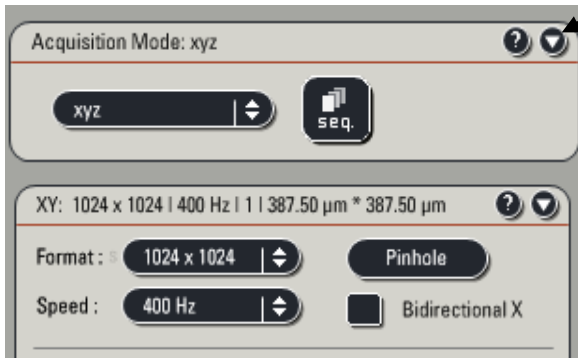 Acquisition Mode: xyz ?
xyz seq.
XY: 1024 x 1024 | 400 Hz | 1 | 387.50 µm * 387.50 µm ?
Format : s 1024 x 1024 Pinhole
Speed : 400 Hz Bidirectional X